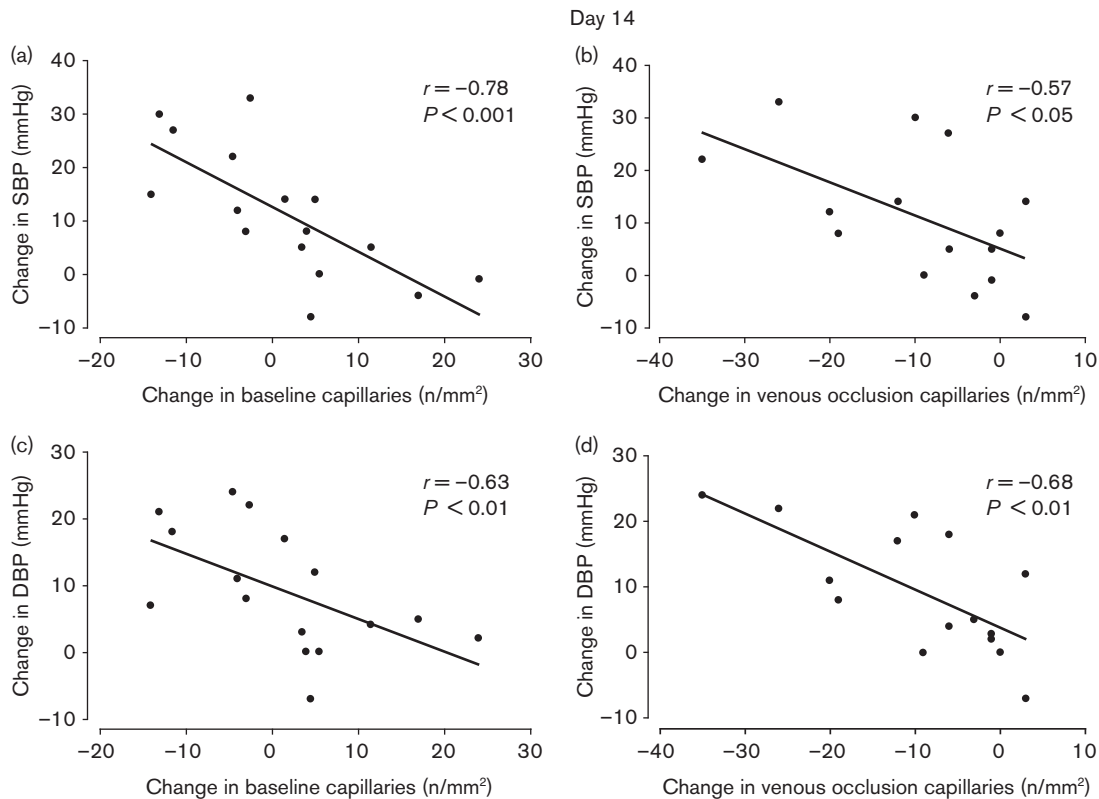 Day 14
(a)
40
30
20
10
0
−10
Change in SBP (mmHg)
r = −0.78
P < 0.001
−20 −10 0 10 20 30
Change in baseline capillaries (n/mm²)
(b)
40
30
20
10
0
−10
Change in SBP (mmHg)
r = −0.57
P < 0.05
−40 −30 −20 −10 0 10
Change in venous occlusion capillaries (n/mm²)
(c)
30
20
10
0
−10
Change in DBP (mmHg)
r = −0.63
P < 0.01
−20 −10 0 10 20 30
Change in baseline capillaries (n/mm²)
(d)
30
20
10
0
−10
Change in DBP (mmHg)
r = −0.68
P < 0.01
−40 −30 −20 −10 0 10
Change in venous occlusion capillaries (n/mm²)